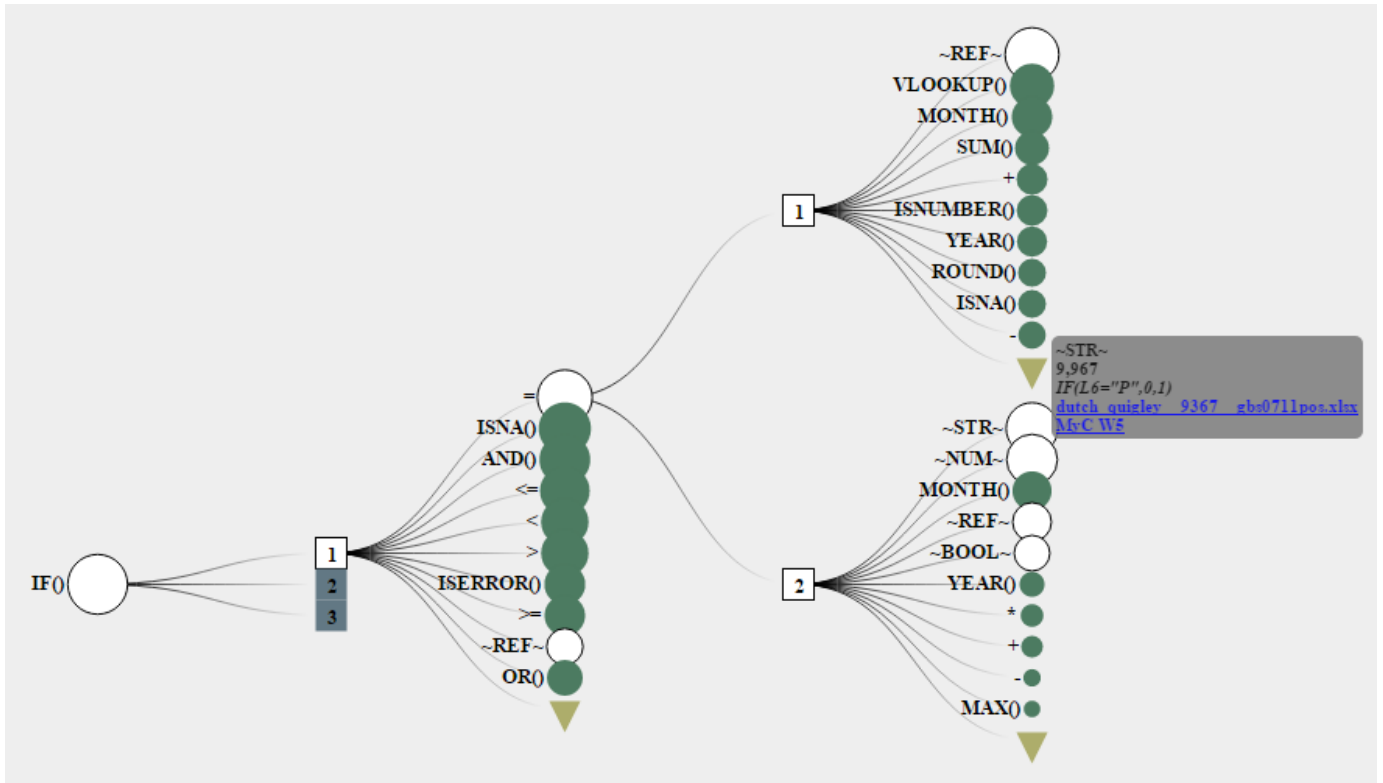 IF()
1
2
3
=
ISNA()
AND()
<=
<
>
ISERROR()
>=
~REF~
OR()
1
~REF~
VLOOKUP()
MONTH()
SUM()
+
ISNUMBER()
YEAR()
ROUND()
ISNA()
-
~STR~
9,967
IF(L6="P",0,1)
dutch_quigley__9367__gbs0711pos.xlsx
MyC W5
2
~STR~
~NUM~
MONTH()
~REF~
~BOOL~
YEAR()
*
+
-
MAX()